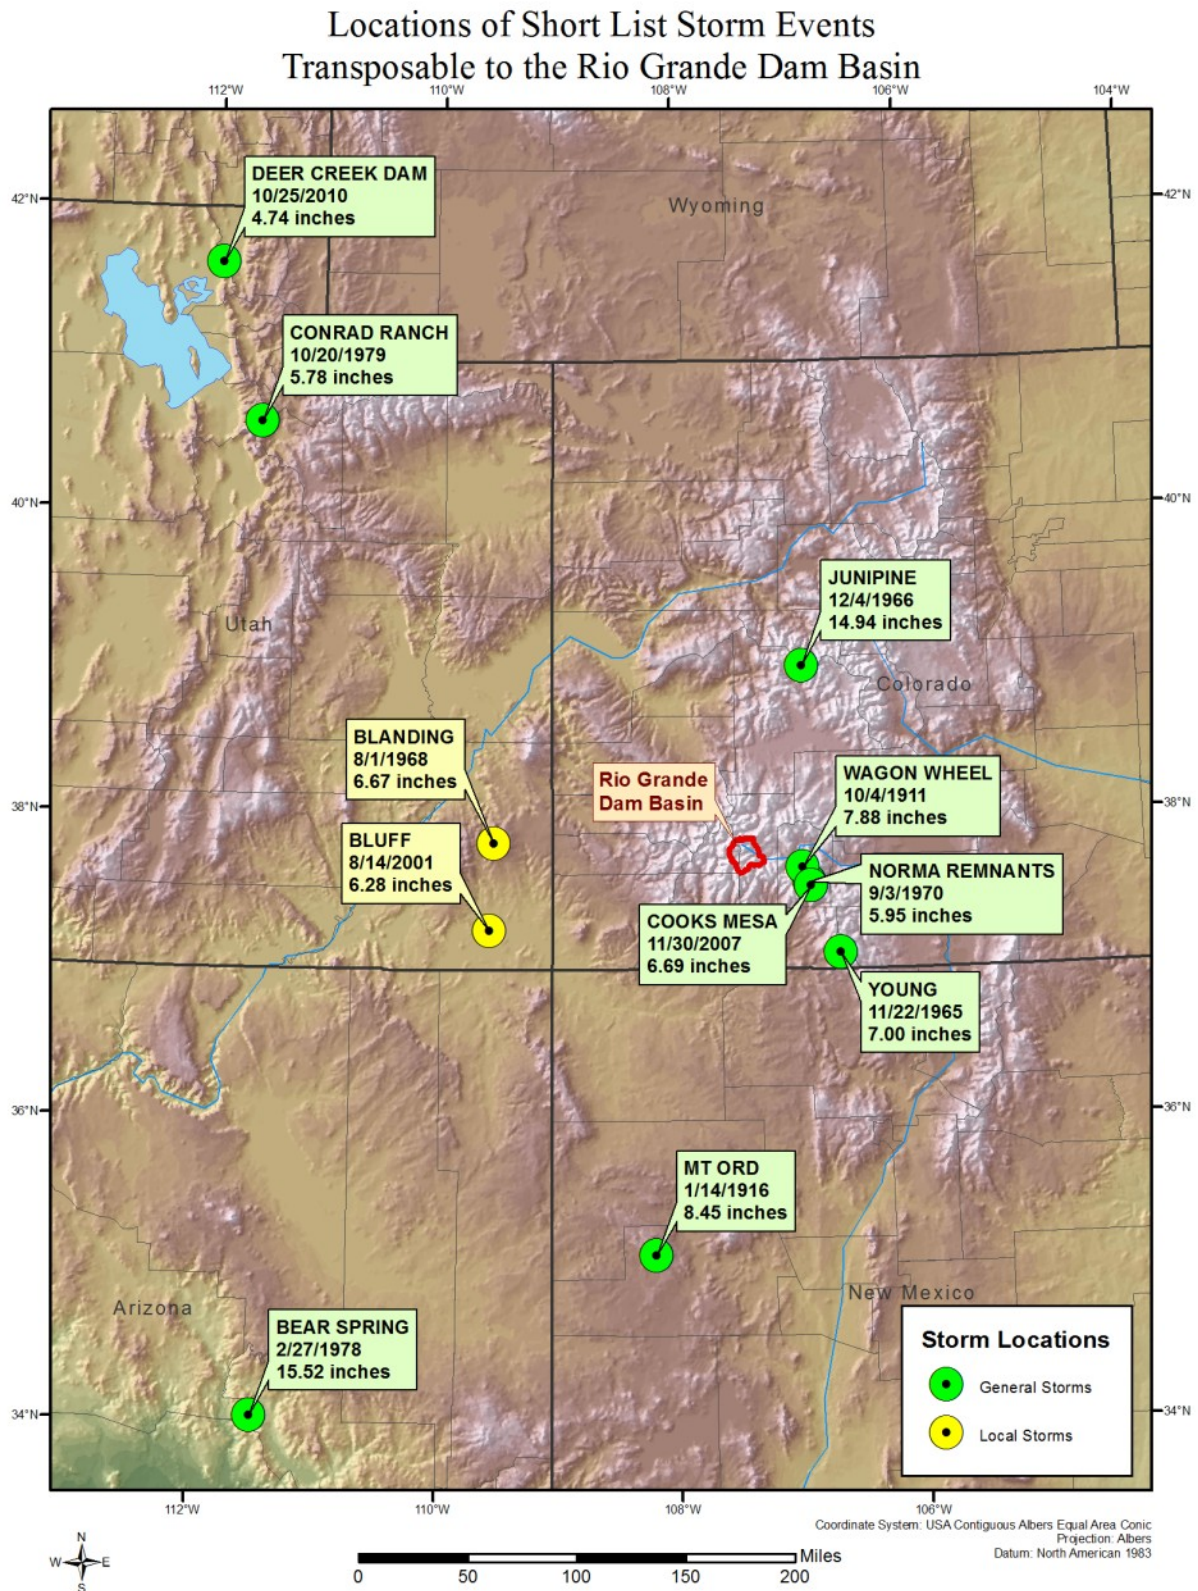 Locations of Short List Storm Events
Transposable to the Rio Grande Dam Basin
112°W
110°W
108°W
106°W
104°W
42°N
42°N
DEER CREEK DAM
10/25/2010
4.74 inches
Wyoming
CONRAD RANCH
10/20/1979
5.78 inches
40°N
40°N
JUNIPINE
12/4/1966
14.94 inches
Utah
Colorado
BLANDING
8/1/1968
6.67 inches
Rio Grande
Dam Basin
WAGON WHEEL
10/4/1911
7.88 inches
38°N
38°N
BLUFF
8/14/2001
6.28 inches
NORMA REMNANTS
9/3/1970
5.95 inches
COOKS MESA
11/30/2007
6.69 inches
YOUNG
11/22/1965
7.00 inches
36°N
36°N
MT ORD
1/14/1916
8.45 inches
Arizona
New Mexico
BEAR SPRING
2/27/1978
15.52 inches
Storm Locations
General Storms
Local Storms
34°N
34°N
112°W
110°W
108°W
106°W
Coordinate System: USA Contiguous Albers Equal Area Conic
Projection: Albers
Datum: North American 1983
N
W
E
S
Miles
0
50
100
150
200